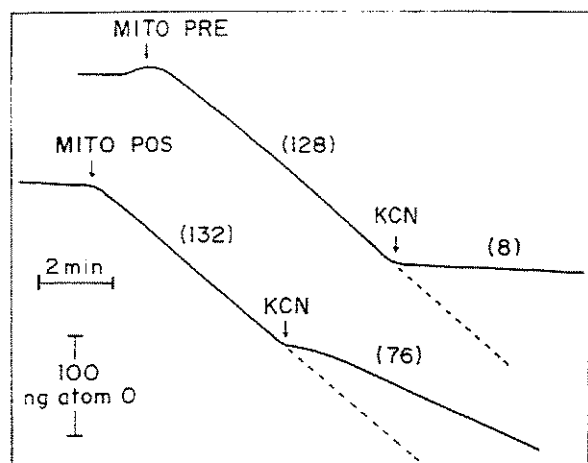 MITO PRE
(128)
MITO POS
KCN
(132)
(8)
2 min
KCN
(76)
100
ng atom O